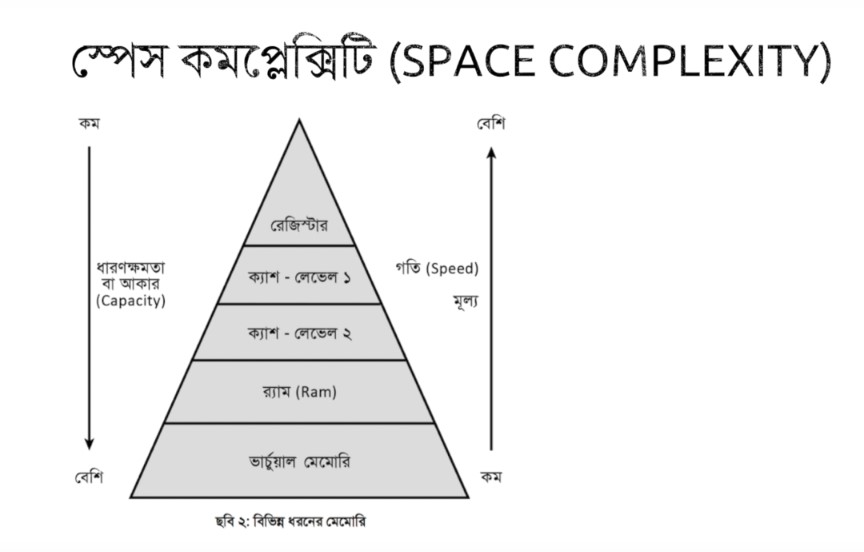 স্পেস কমপ্লেক্সিটি (SPACE COMPLEXITY)
কম
বেশি
রেজিস্টার
ধারণক্ষমতা
বা আকার
(Capacity)
ক্যাশ - লেভেল ১
গতি (Speed)
মূল্য
ক্যাশ - লেভেল ২
র‍্যাম (Ram)
ভার্চুয়াল মেমোরি
বেশি
কম
ছবি ২: বিভিন্ন ধরনের মেমোরি